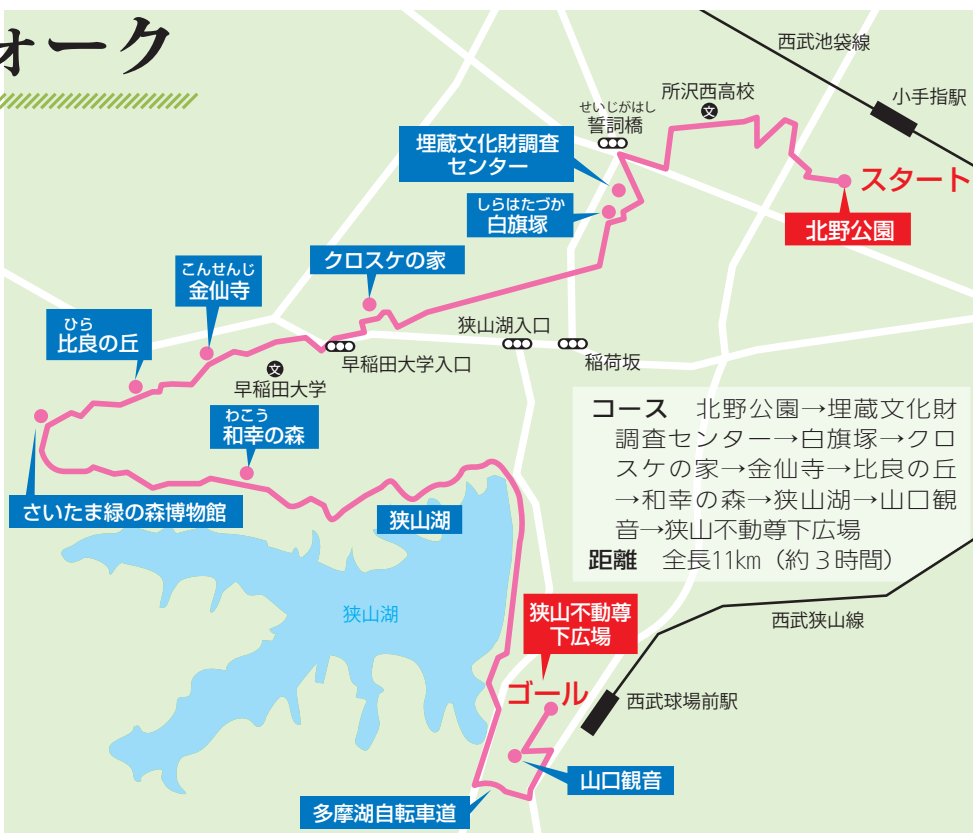 ォーク
西武池袋線
小手指駅
所沢西高校
文
せいじがはし
誓詞橋
埋蔵文化財調査
センター
スタート
しらはたづか
白旗塚
北野公園
クロスケの家
こんせんじ
金仙寺
ひら
比良の丘
狭山湖入口
稲荷坂
早稲田大学入口
文
早稲田大学
わこう
和幸の森
さいたま緑の森博物館
狭山湖
コース 北野公園→埋蔵文化財
調査センター→白旗塚→クロ
スケの家→金仙寺→比良の丘
→和幸の森→狭山湖→山口観
音→狭山不動尊下広場
距離 全長11km（約3時間）
狭山湖
狭山不動尊
下広場
西武狭山線
ゴール
西武球場前駅
山口観音
多摩湖自転車道